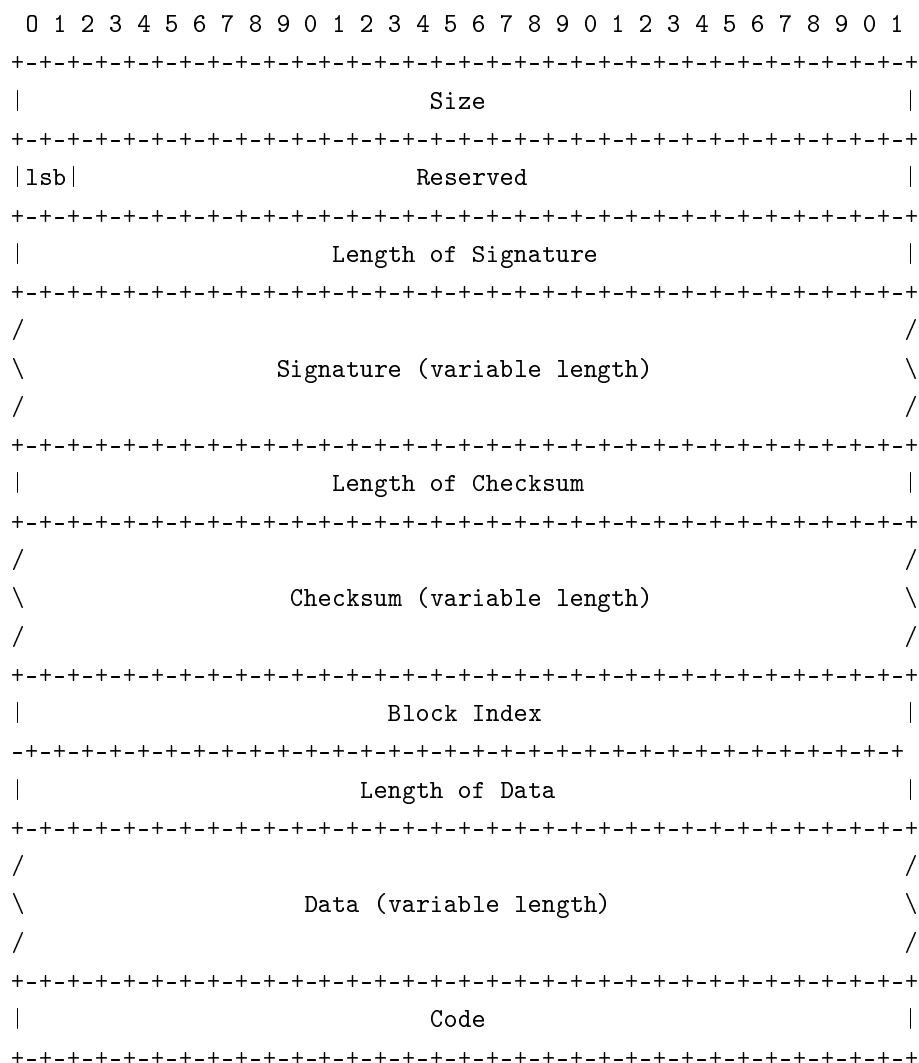 0 1 2 3 4 5 6 7 8 9 0 1 2 3 4 5 6 7 8 9 0 1 2 3 4 5 6 7 8 9 0 1
+-+-+-+-+-+-+-+-+-+-+-+-+-+-+-+-+-+-+-+-+-+-+-+-+-+-+-+-+-+-+-+-+
|                             Size                              |
+-+-+-+-+-+-+-+-+-+-+-+-+-+-+-+-+-+-+-+-+-+-+-+-+-+-+-+-+-+-+-+-+
|lsb|                        Reserved                           |
+-+-+-+-+-+-+-+-+-+-+-+-+-+-+-+-+-+-+-+-+-+-+-+-+-+-+-+-+-+-+-+-+
|                      Length of Signature                      |
+-+-+-+-+-+-+-+-+-+-+-+-+-+-+-+-+-+-+-+-+-+-+-+-+-+-+-+-+-+-+-+-+
/                                                               /
\                  Signature (variable length)                  \
/                                                               /
+-+-+-+-+-+-+-+-+-+-+-+-+-+-+-+-+-+-+-+-+-+-+-+-+-+-+-+-+-+-+-+-+
|                      Length of Checksum                       |
+-+-+-+-+-+-+-+-+-+-+-+-+-+-+-+-+-+-+-+-+-+-+-+-+-+-+-+-+-+-+-+-+
/                                                               /
\                   Checksum (variable length)                  \
/                                                               /
+-+-+-+-+-+-+-+-+-+-+-+-+-+-+-+-+-+-+-+-+-+-+-+-+-+-+-+-+-+-+-+-+
|                          Block Index                          |
-+-+-+-+-+-+-+-+-+-+-+-+-+-+-+-+-+-+-+-+-+-+-+-+-+-+-+-+-+-+-+-+
|                        Length of Data                         |
+-+-+-+-+-+-+-+-+-+-+-+-+-+-+-+-+-+-+-+-+-+-+-+-+-+-+-+-+-+-+-+-+
/                                                               /
\                    Data (variable length)                     \
/                                                               /
+-+-+-+-+-+-+-+-+-+-+-+-+-+-+-+-+-+-+-+-+-+-+-+-+-+-+-+-+-+-+-+-+
|                             Code                              |
+-+-+-+-+-+-+-+-+-+-+-+-+-+-+-+-+-+-+-+-+-+-+-+-+-+-+-+-+-+-+-+-+